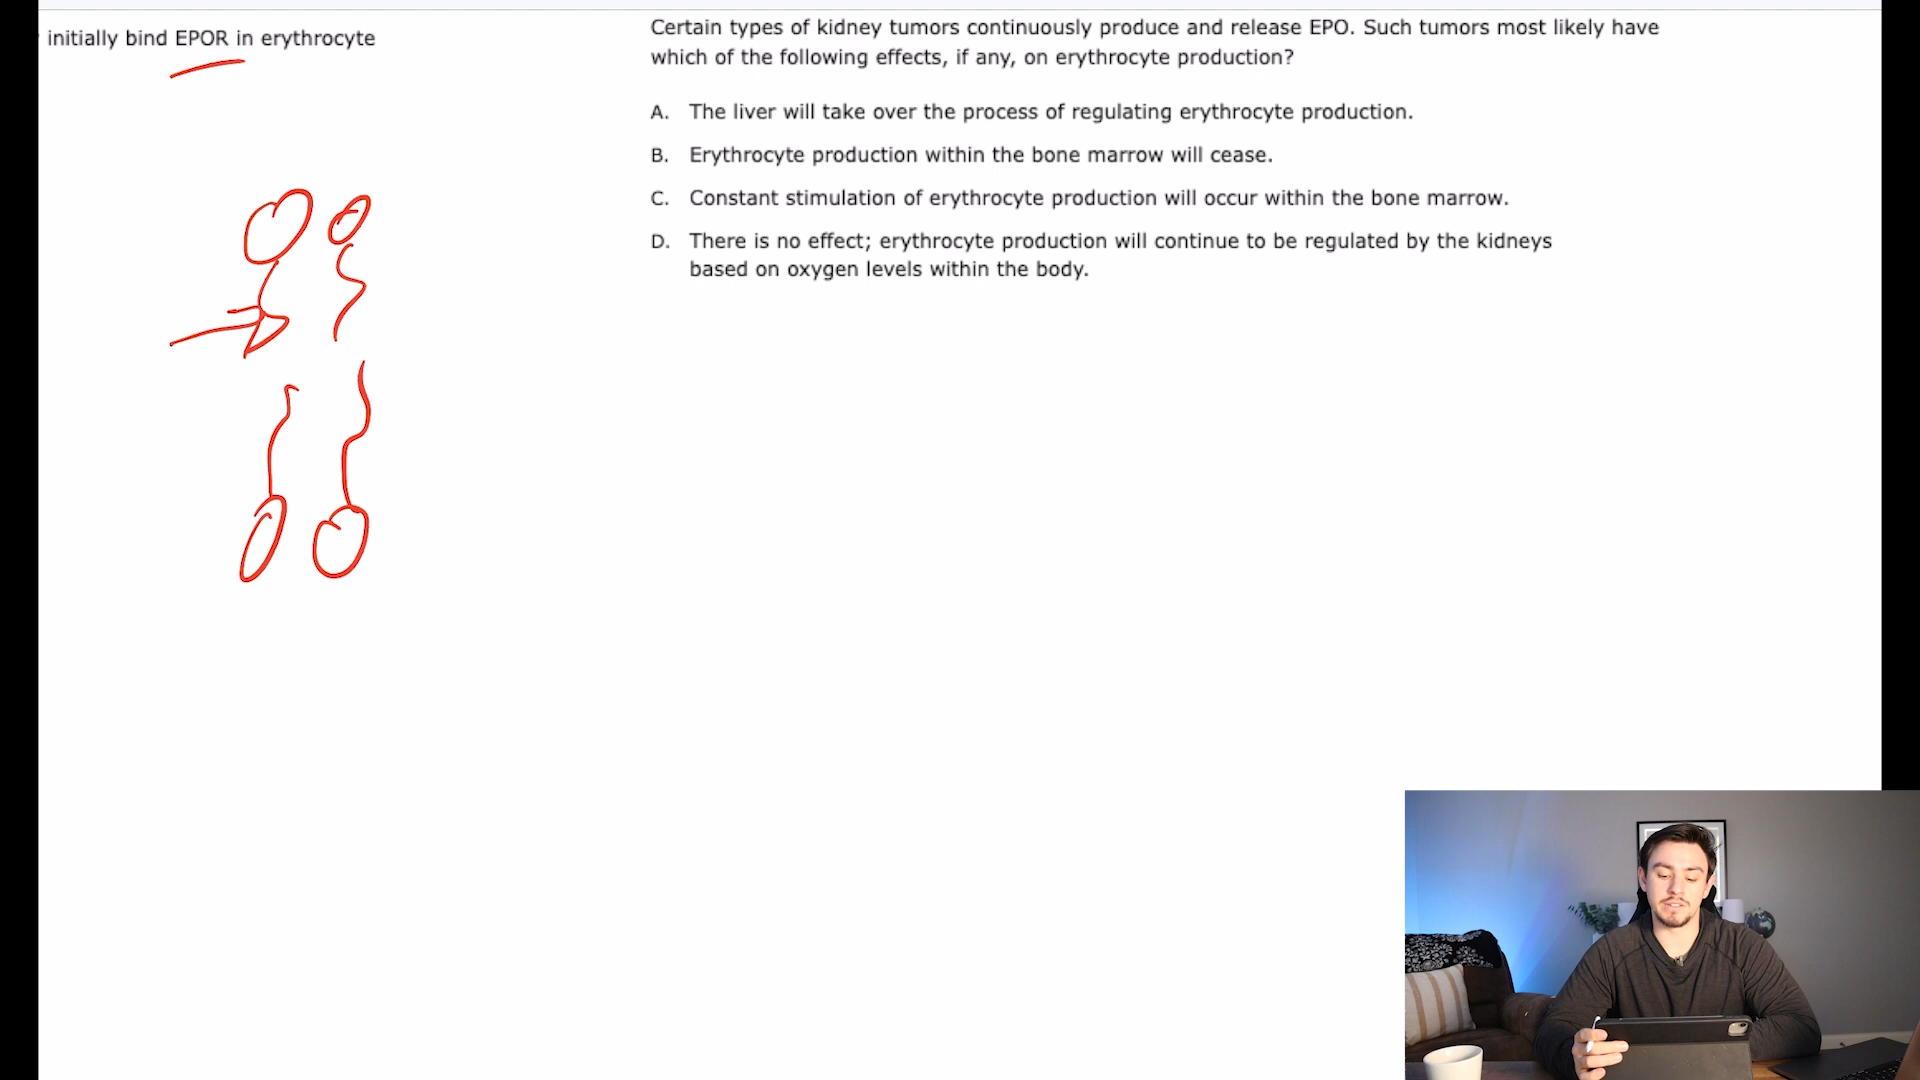 initially bind EPOR in erythrocyte
Certain types of kidney tumors continuously produce and release EPO. Such tumors most likely have
which of the following effects, if any, on erythrocyte production?
A. The liver will take over the process of regulating erythrocyte production.
B. Erythrocyte production within the bone marrow will cease.
C. Constant stimulation of erythrocyte production will occur within the bone marrow.
D. There is no effect; erythrocyte production will continue to be regulated by the kidneys
based on oxygen levels within the body.